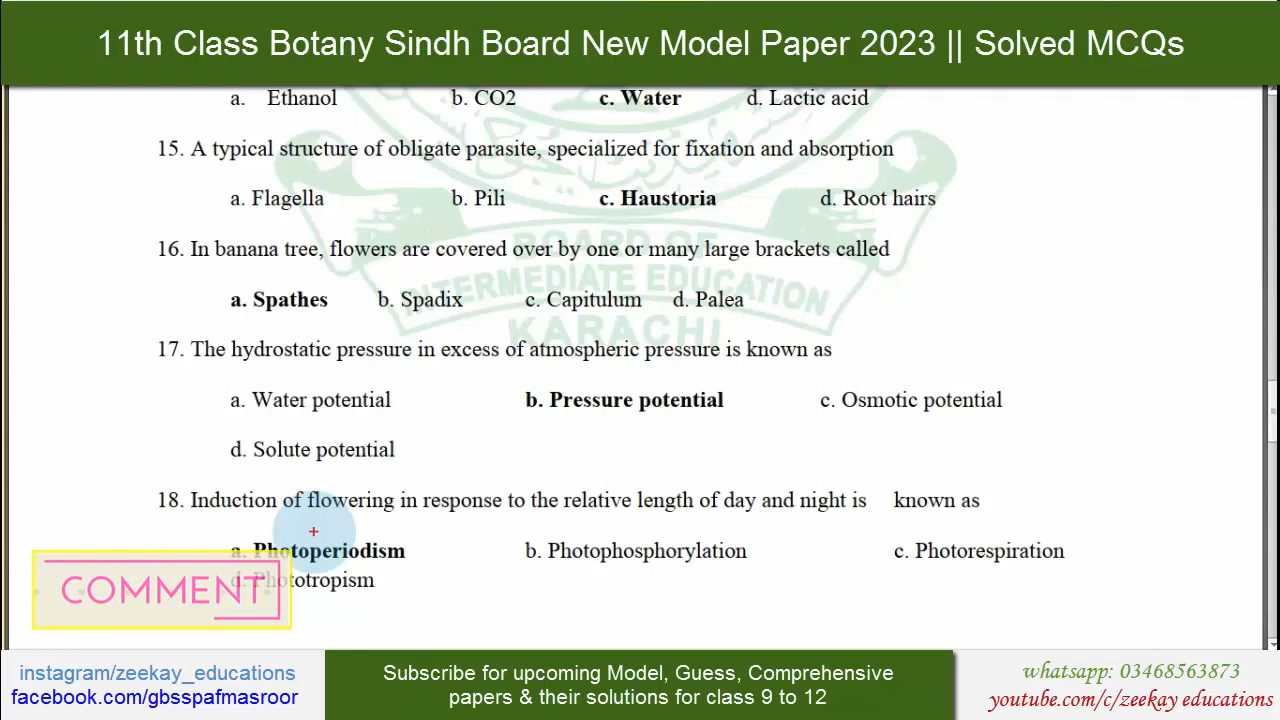 11th Class Botany Sindh Board New Model Paper 2023 || Solved MCQs
a. Ethanol b. CO2 c. Water d. Lactic acid
15. A typical structure of obligate parasite, specialized for fixation and absorption
a. Flagella b. Pili c. Haustoria d. Root hairs
16. In banana tree, flowers are covered over by one or many large brackets called
a. Spathes b. Spadix c. Capitulum d. Palea
17. The hydrostatic pressure in excess of atmospheric pressure is known as
a. Water potential b. Pressure potential c. Osmotic potential
d. Solute potential
18. Induction of flowering in response to the relative length of day and night is known as
a. Photoperiodism b. Photophosphorylation c. Photorespiration
d. Phototropism
BOARD OF
INTERMEDIATE EDUCATION
KARACHI
COMMENT
instagram/zeekay_educations
facebook.com/gbsspafmasroor
Subscribe for upcoming Model, Guess, Comprehensive
papers & their solutions for class 9 to 12
whatsapp: 03468563873
youtube.com/c/zeekay educations